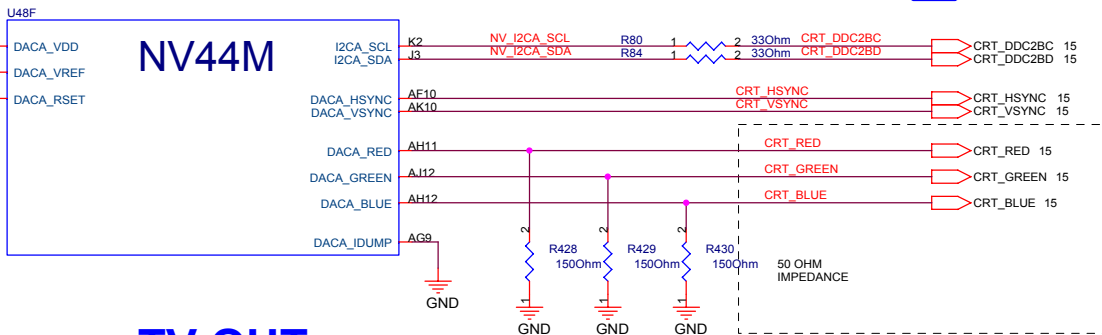 U48F
NV44M
DACA_VDD
DACA_VREF
DACA_RSET
I2CA_SCL K2 NV_I2CA_SCL R80 1 2 33Ohm CRT_DDC2BC CRT_DDC2BC 15
I2CA_SDA J3 NV_I2CA_SDA R84 1 2 33Ohm CRT_DDC2BD CRT_DDC2BD 15
DACA_HSYNC AF10 CRT_HSYNC CRT_HSYNC 15
DACA_VSYNC AK10 CRT_VSYNC CRT_VSYNC 15
DACA_RED AH11 CRT_RED CRT_RED 15
DACA_GREEN AJ12 CRT_GREEN CRT_GREEN 15
DACA_BLUE AH12 CRT_BLUE CRT_BLUE 15
DACA_IDUMP AG9
GND
2 R428 150Ohm 1 GND
2 R429 150Ohm 1 GND
2 R430 150Ohm 1 GND
50 OHM
IMPEDANCE
TV OUT